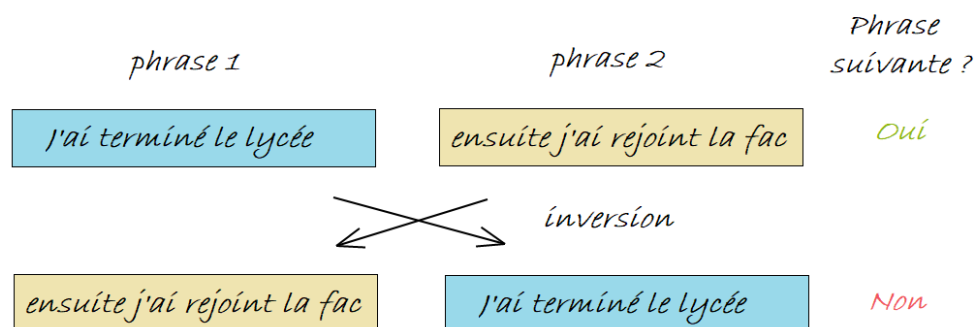 phrase 1
phrase 2
Phrase
suivante ?
J'ai terminé le lycée
ensuite j'ai rejoint la fac
Oui
inversion
ensuite j'ai rejoint la fac
J'ai terminé le lycée
Non